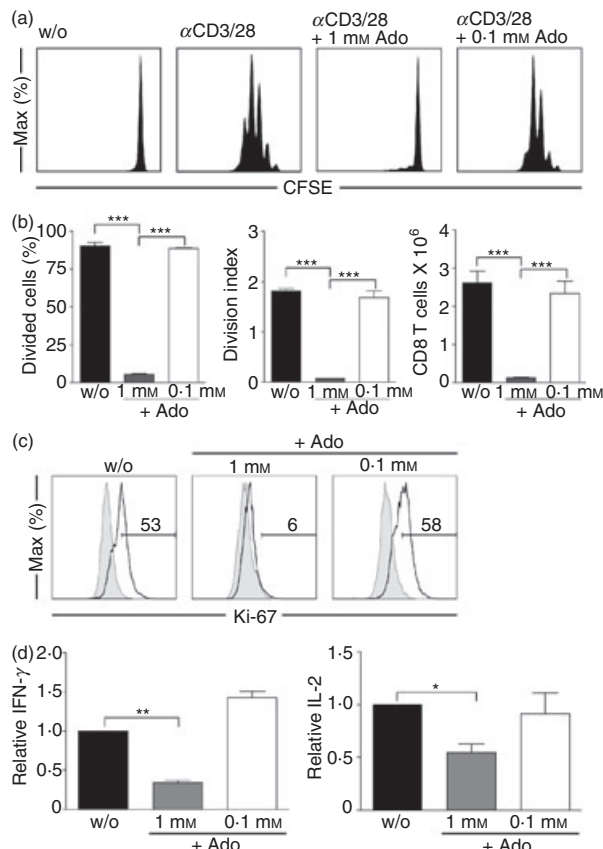 (a)
w/o
αCD3/28
αCD3/28
+ 1 mM Ado
αCD3/28
+ 0·1 mM Ado
Max (%)
CFSE
(b)
Divided cells (%)
100
75
50
25
0
***
***
w/o 1 mM 0·1 mM
+ Ado
Division index
3
2
1
0
***
***
w/o 1 mM 0·1 mM
+ Ado
CD8 T cells X 10⁶
4
3
2
1
0
***
***
w/o 1 mM 0·1 mM
+ Ado
(c)
+ Ado
w/o
1 mM
0·1 mM
Max (%)
53
6
58
Ki-67
(d)
Relative IFN-γ
2·0
1·5
1·0
0·5
0
**
w/o 1 mM 0·1 mM
+ Ado
Relative IL-2
1·5
1·0
0·5
0
*
w/o 1 mM 0·1 mM
+ Ado